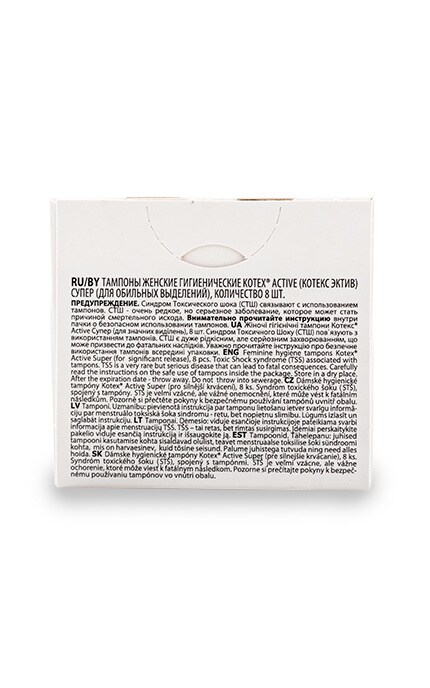 RU/BY ТАМПОНЫ ЖЕНСКИЕ ГИГИЕНИЧЕСКИЕ KOTEX® ACTIVE (КОТЕКС ЭКТИВ)
СУПЕР (ДЛЯ ОБИЛЬНЫХ ВЫДЕЛЕНИЙ), КОЛИЧЕСТВО 8 ШТ.
ПРЕДУПРЕЖДЕНИЕ. Синдром Токсического шока (СТШ) связывают с использованием
тампонов. СТШ - очень редкое, но серьезное заболевание, которое может стать
причиной смертельного исхода. Внимательно прочитайте инструкцию внутри
пачки о безопасном использовании тампонов. UA Жіночі гігієнічні тампони Котекс®
Active Супер (для значних виділень), 8 шт. Синдром Токсичного Шоку (СТШ) пов´язують з
використанням тампонів. СТШ є дуже рідкісним, але серйозним захворюванням, що
може призвести до фатальних наслідків. Уважно прочитайте інструкцію про безпечне
використання тампонів всередині упаковки. ENG Feminine hygiene tampons Kotex®
Active Super (for significant release), 8 pcs. Toxic Shock syndrome (TSS) associated with
tampons. TSS is a very rare but serious disease that can lead to fatal consequences. Carefully
read the instructions on the safe use of tampons inside the package. Store in a dry place.
After the expiration date - throw away. Do not throw into sewerage. CZ Dámské hygienické
tampóny Kotex® Active Super (pro silnější krvácení), 8 ks. Syndróm toxického šoku (STŠ),
spojený s tampóny. STŠ je velmi vzácné, ale vážné onemocnění, které může vést k fatálním
následkům. Pozorně si přečtěte pokyny k bezpečnému používání tampónů uvnitř obalu.
LV Tamponi. Uzmanību: pievienotā instrukcija par tamponu lietošanu ietver svarīgu informā-
ciju par menstruālo toksiskā šoka sindromu - retu, bet nopietnu slimību. Lūgums izlasīt un
saglabāt instrukciju. LT Tamponai. Dėmesio: viduje esančioje instrukcijoje pateikiama svarbi
informacija apie menstruacinį TŠS. TŠS – tai retas, bet rimtas susirgimas. Įdėmiai perskaitykite
pakelio viduje esančią instrukciją ir išsaugokite ją. EST Tampoonid. Tähelepanu: juhised
tampooni kasutamise kohta sisaldavad olulist, teavet menstruaalse toksilise šoki sündroomi
kohta, mis on harvaesinev, kuid tõsine seisund. Palume juhistega tutvuda ning need alles
hoida. SK Dámské hygienické tampóny Kotex® Active Super (pre silnejšie krvácanie), 8 ks.
Syndróm toxického šoku (STŠ), spojený s tampónmi. STŠ je veľmi vzácne, ale vážne
ochorenie, ktoré môže viesť k fatálnym následkom. Pozorne si prečítajte pokyny k bezpeč-
nému používaniu tampónov vo vnútri obalu.